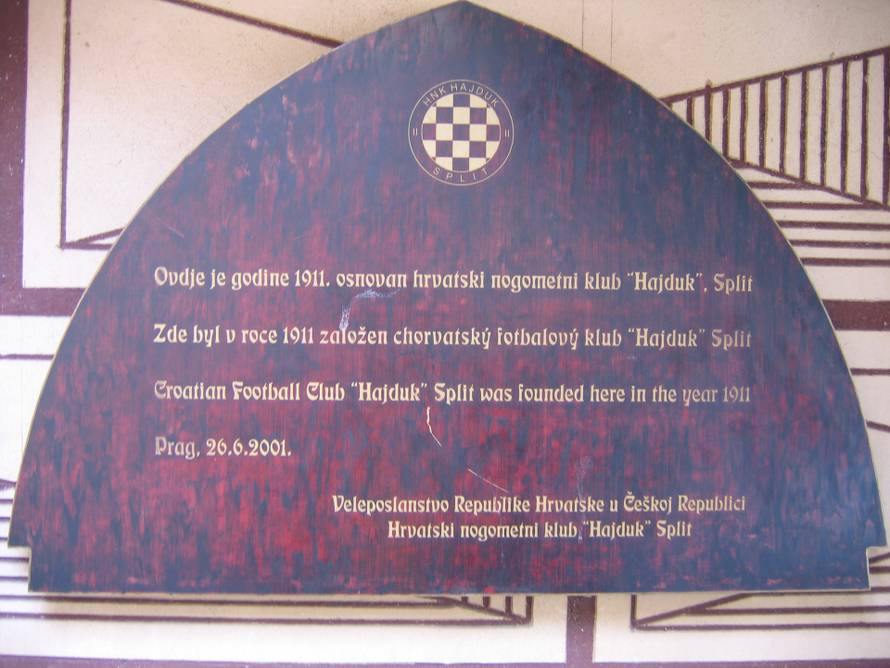 HNK HAJDUK
SPLIT
Ovdje je godine 1911. osnovan hrvatski nogometni klub "Hajduk", Split
Zde byl v roce 1911 založen chorvatský fotbalový klub "Hajduk" Split
Croatian Football Club "Hajduk" Split was founded here in the year 1911
Prag, 26.6.2001.
Veleposlanstvo Republike Hrvatske u Češkoj Republici
Hrvatski nogometni klub "Hajduk" Split